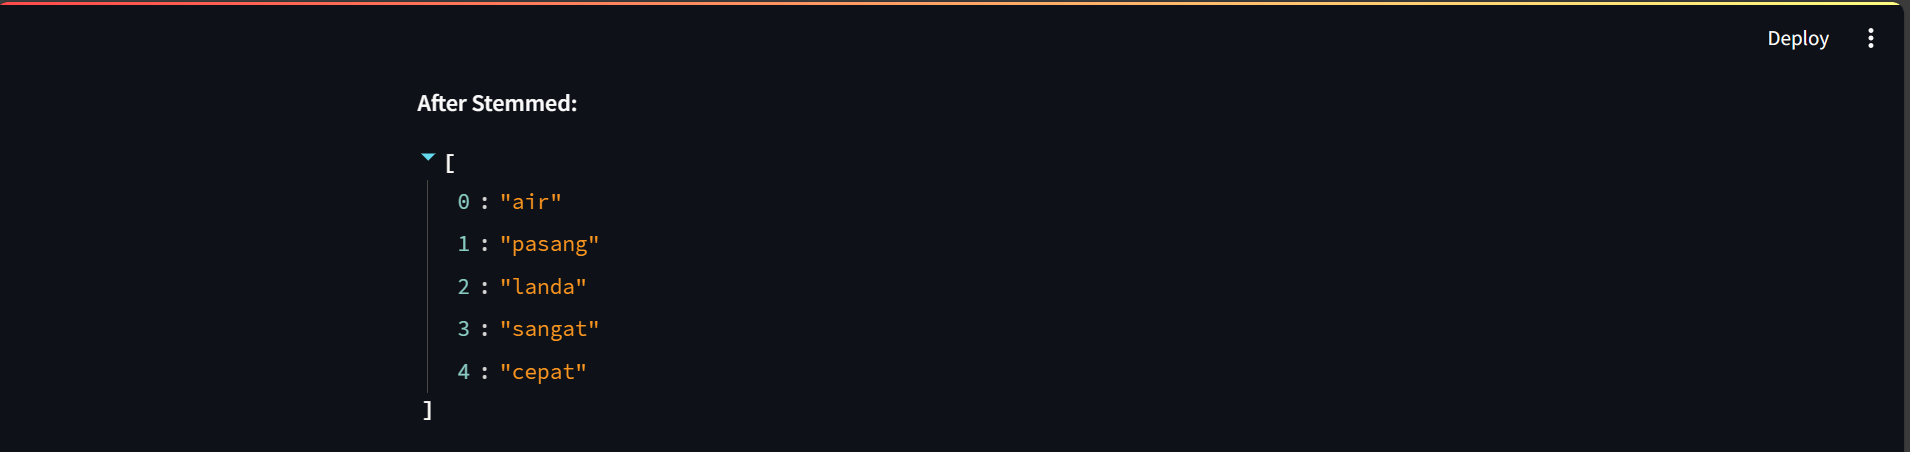 Deploy
After Stemmed:
[
0 : "air"
1 : "pasang"
2 : "landa"
3 : "sangat"
4 : "cepat"
]